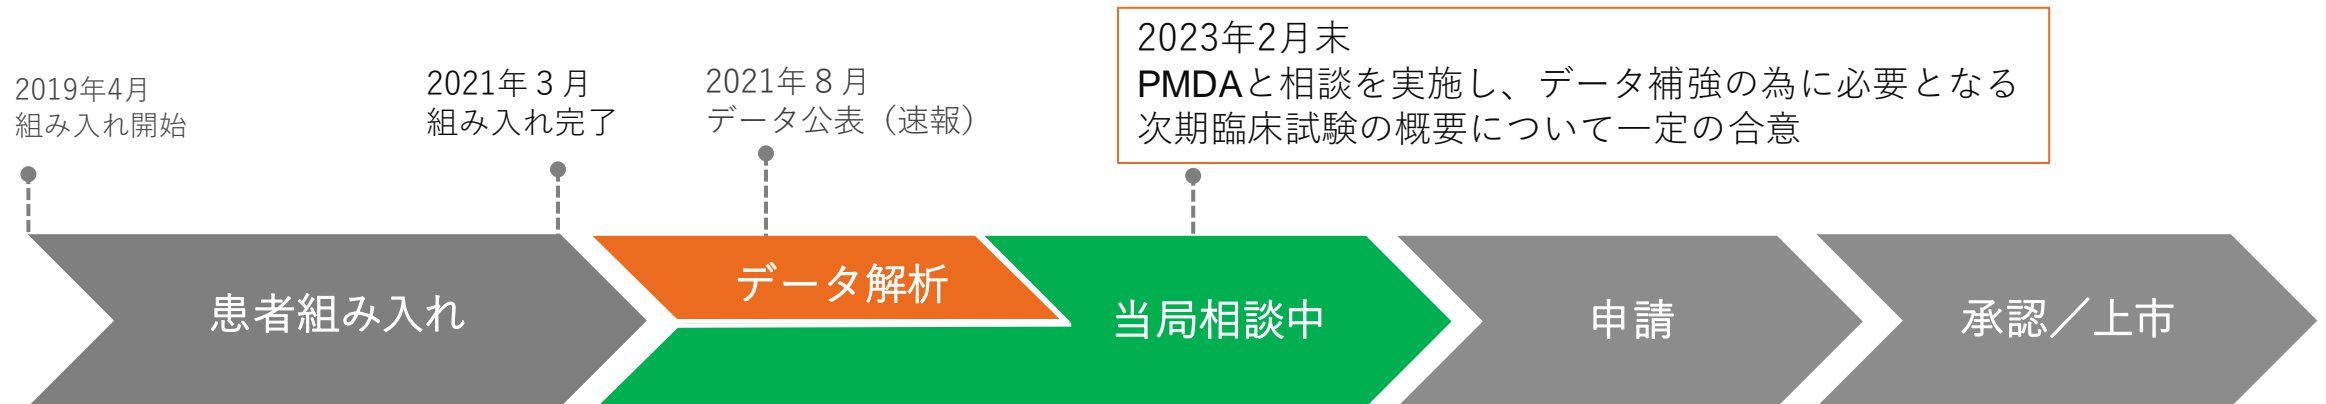 2019年4月
組み入れ開始
2021年３月
組み入れ完了
2021年８月
データ公表（速報）
2023年2月末
PMDAと相談を実施し、データ補強の為に必要となる
次期臨床試験の概要について一定の合意
患者組み入れ
データ解析
当局相談中
申請
承認／上市